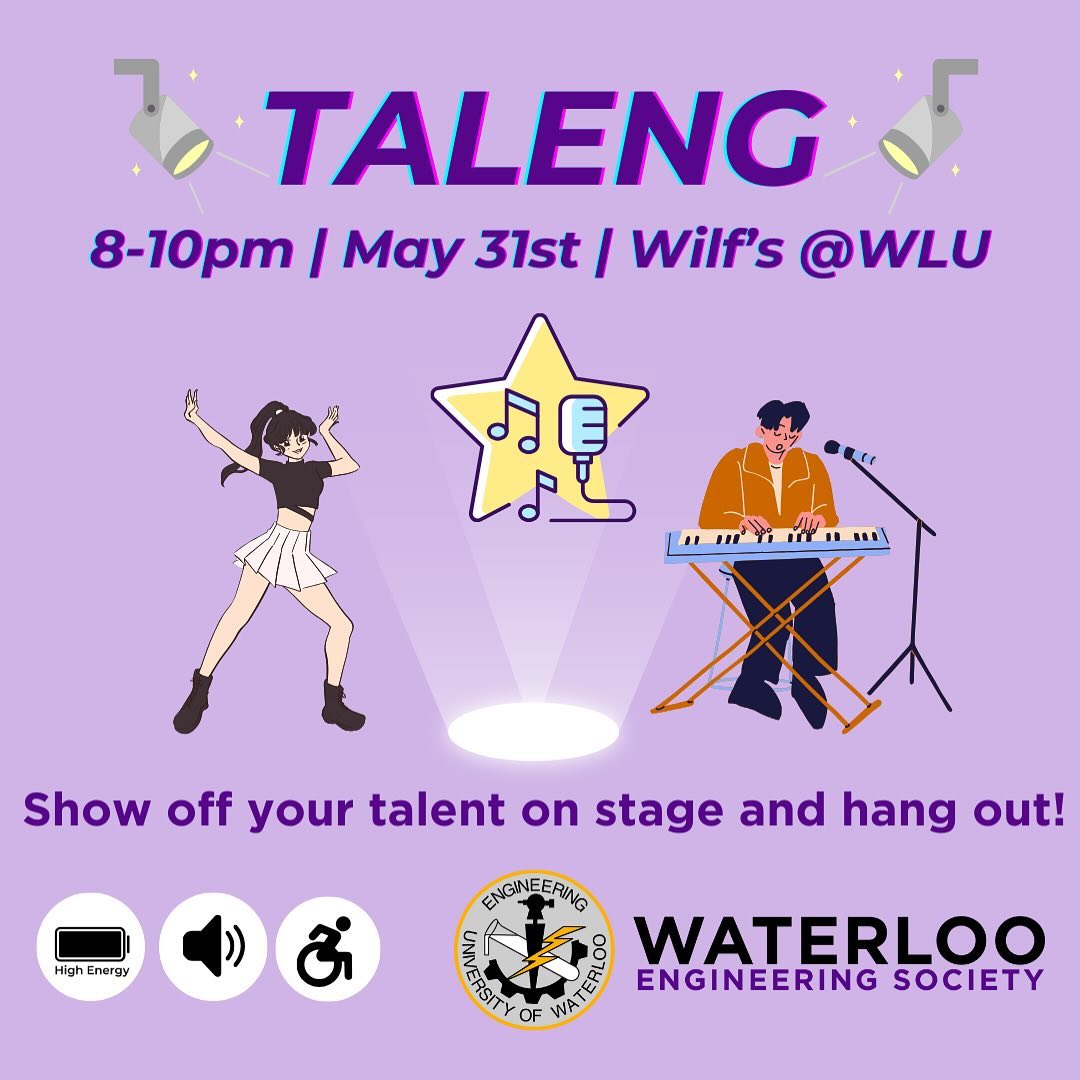 TALENG
8-10pm | May 31st | Wilf's @WLU
Show off your talent on stage and hang out!
High Energy
ENGINEERING
UNIVERSITY OF WATERLOO
WATERLOO
ENGINEERING SOCIETY